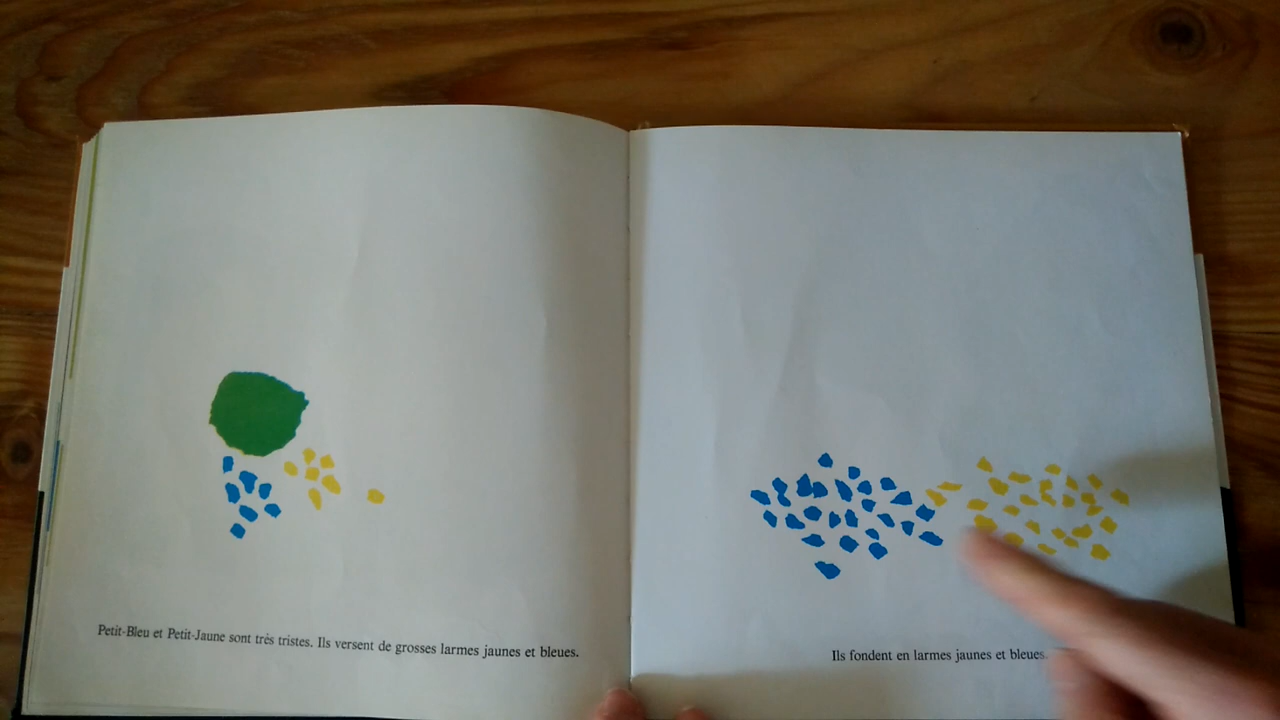 Petit-Bleu et Petit-Jaune sont très tristes. Ils versent de grosses larmes jaunes et bleues.
Ils fondent en larmes jaunes et bleues.